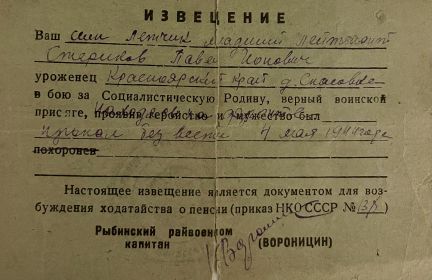 ИЗВЕЩЕНИЕ
Ваш сын летчик младший лейтенант
Стериков Павел Ионович
уроженец Красноярский край д. Спасовка
в бою за Социалистическую Родину, верный воинской
присяге, проявив геройство и мужество был
пропал без вести 7 мая 1944 года
похоронен
Настоящее извещение является документом для воз-
буждения ходатайства о пенсии (приказ НКО СССР №
Рыбинский райвоенком
капитан (ВОРОНИЦИН)